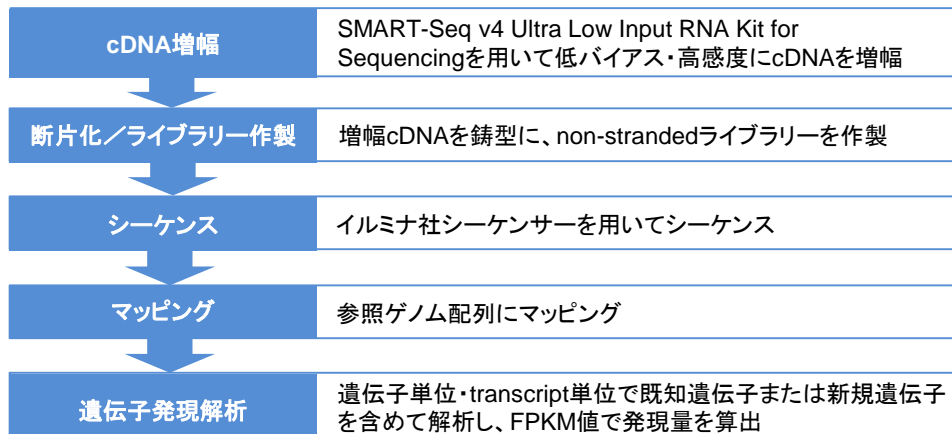 cDNA増幅
SMART-Seq v4 Ultra Low Input RNA Kit for
Sequencingを用いて低バイアス・高感度にcDNAを増幅
断片化／ライブラリー作製
増幅cDNAを鋳型に、non-strandedライブラリーを作製
シーケンス
イルミナ社シーケンサーを用いてシーケンス
マッピング
参照ゲノム配列にマッピング
遺伝子発現解析
遺伝子単位・transcript単位で既知遺伝子または新規遺伝子
を含めて解析し、FPKM値で発現量を算出